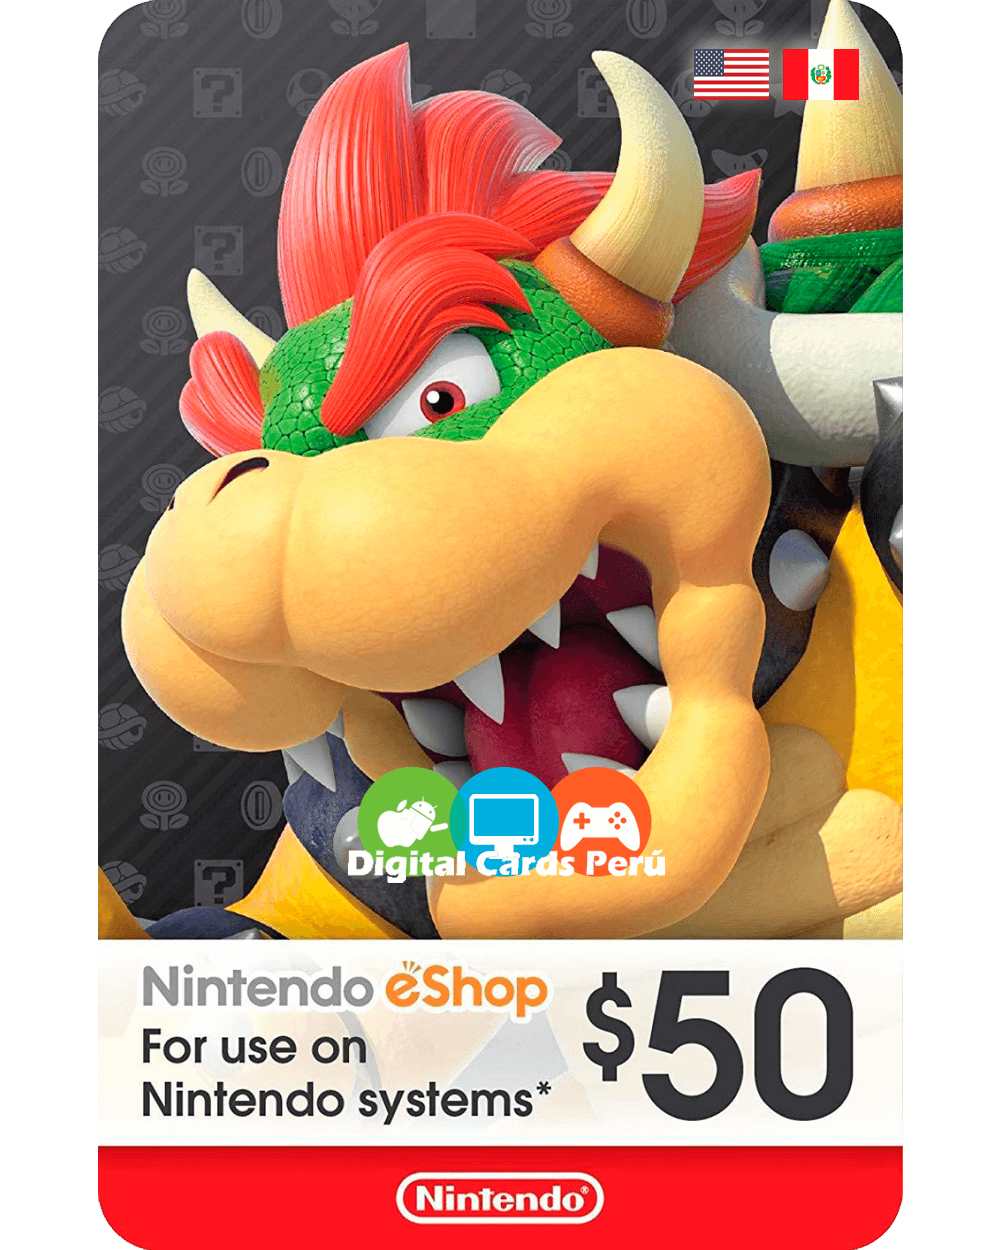 Digital Cards Perú
Nintendo eShop
$50
For use on
Nintendo systems*
Nintendo®